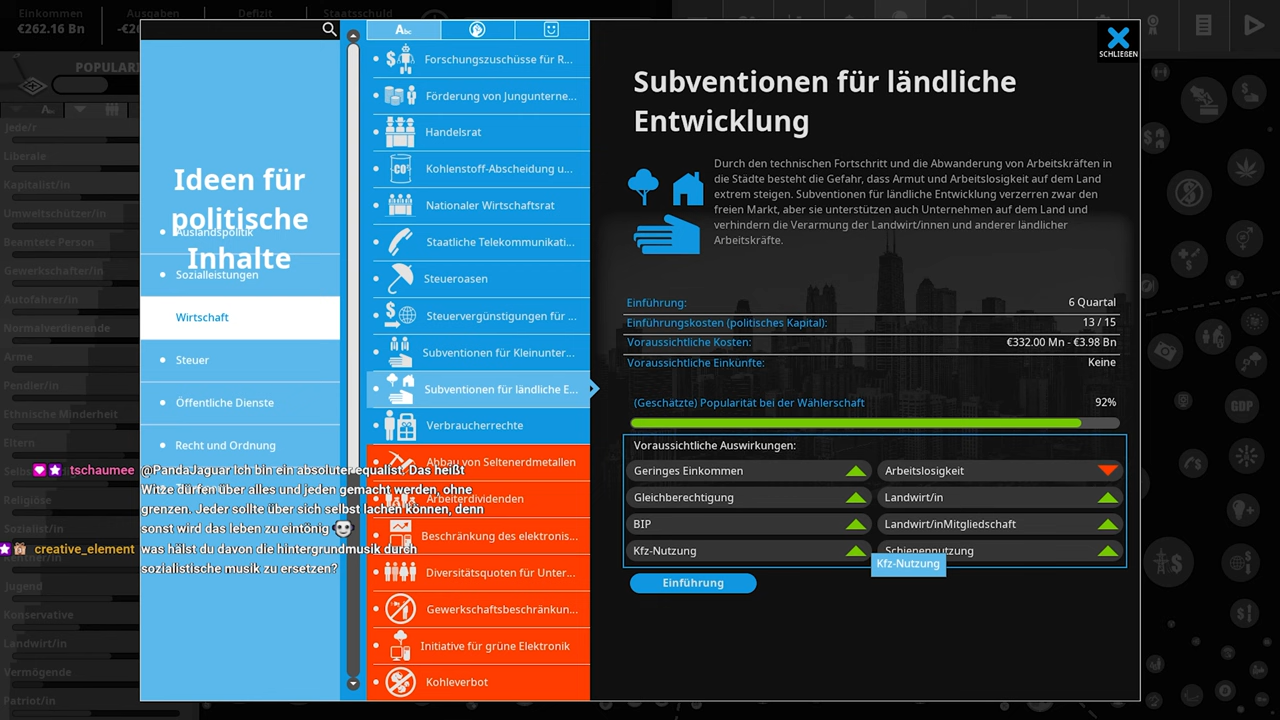 Einkommen
Ausgaben
Defizit
Staatsschuld
€262.16 Bn
SCHLIEßEN
Abc
Ideen für
politische
Inhalte
Auslandspolitik
Sozialleistungen
Wirtschaft
Steuer
Öffentliche Dienste
Recht und Ordnung
Forschungszuschüsse für R...
Förderung von Jungunterne...
Handelsrat
Kohlenstoff-Abscheidung u...
Nationaler Wirtschaftsrat
Staatliche Telekommunikati...
Steueroasen
Steuervergünstigungen für ...
Subventionen für Kleinunter...
Subventionen für ländliche E...
Verbraucherrechte
Abbau von Seltenerdmetallen
Arbeiterdividenden
Beschränkung des elektronis...
Diversitätsquoten für Unter...
Gewerkschaftsbeschränkun...
Initiative für grüne Elektronik
Kohleverbot
Subventionen für ländliche
Entwicklung
Durch den technischen Fortschritt und die Abwanderung von Arbeitskräften in
die Städte besteht die Gefahr, dass Armut und Arbeitslosigkeit auf dem Land
extrem steigen. Subventionen für ländliche Entwicklung verzerren zwar den
freien Markt, aber sie unterstützen auch Unternehmen auf dem Land und
verhindern die Verarmung der Landwirt/innen und anderer ländlicher
Arbeitskräfte.
Einführung: 6 Quartal
Einführungskosten (politisches Kapital): 13 / 15
Voraussichtliche Kosten: €332.00 Mn - €3.98 Bn
Voraussichtliche Einkünfte: Keine
(Geschätzte) Popularität bei der Wählerschaft 92%
Voraussichtliche Auswirkungen:
Geringes Einkommen Arbeitslosigkeit
Gleichberechtigung Landwirt/in
BIP Landwirt/inMitgliedschaft
Kfz-Nutzung Schienennutzung
Kfz-Nutzung
Einführung
tschaumee @PandaJaguar Ich bin ein absoluter equalist. Das heißt
Witze dürfen über alles und jeden gemacht werden, ohne
grenzen. Jeder sollte über sich selbst lachen können, denn
sonst wird das leben zu eintönig
creative_element was hälst du davon die hintergrundmusik durch
sozialistische musik zu ersetzen?
Jede/r
Liberale
Kapitalist/in
Umweltschützer/in
Beamtete Person
Gewerkschafter/in
Autofahrer/in
Normalverdienende
Arme
Pendler/in
Ethnische Minderheit
Eltern
Religiöse
Sozialist/in
Jugend
Konservative
Landwirt/in
Vermögende
Patriot/in
GDP